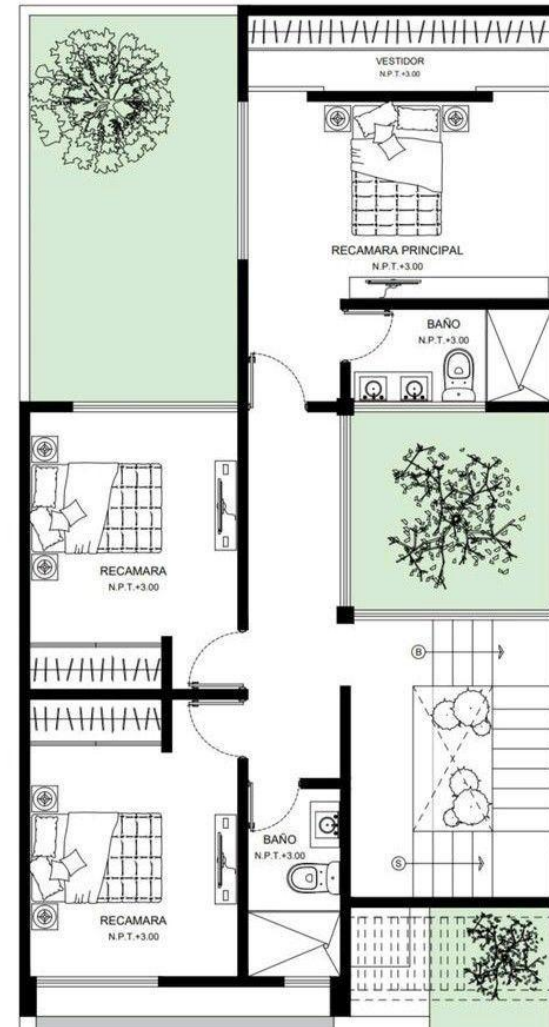 VESTIDOR
N.P.T.+3.00
RECAMARA PRINCIPAL
N.P.T.+3.00
BAÑO
N.P.T.+3.00
RECAMARA
N.P.T.+3.00
B
RECAMARA
N.P.T.+3.00
BAÑO
N.P.T.+3.00
S